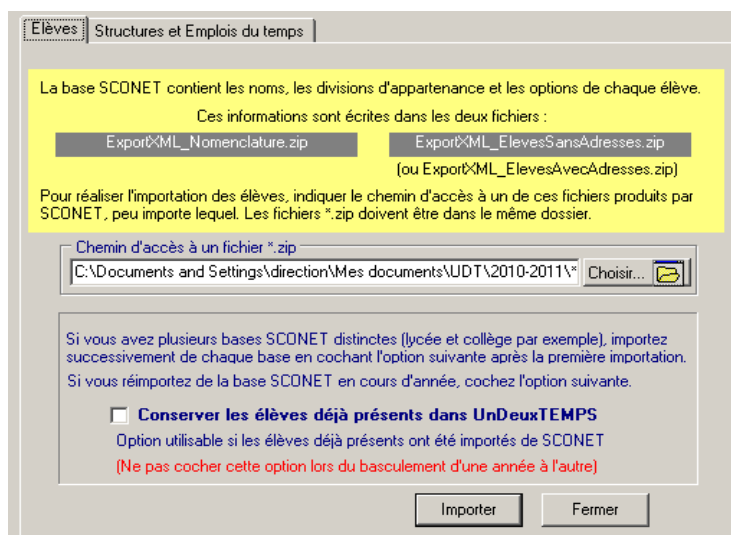 Elèves
Structures et Emplois du temps
La base SCONET contient les noms, les divisions d'appartenance et les options de chaque élève.
Ces informations sont écrites dans les deux fichiers :
ExportXML_Nomenclature.zip
ExportXML_ElevesSansAdresses.zip
(ou ExportXML_ElevesAvecAdresses.zip)
Pour réaliser l'importation des élèves, indiquer le chemin d'accès à un de ces fichiers produits par
SCONET, peu importe lequel. Les fichiers *.zip doivent être dans le même dossier.
Chemin d'accès à un fichier *.zip
C:\Documents and Settings\direction\Mes documents\UDT\2010-2011\*
Choisir...
Si vous avez plusieurs bases SCONET distinctes (lycée et collège par exemple), importez
successivement de chaque base en cochant l'option suivante après la première importation.
Si vous réimportez de la base SCONET en cours d'année, cochez l'option suivante.
Conserver les élèves déjà présents dans UnDeuxTEMPS
Option utilisable si les élèves déjà présents ont été importés de SCONET
(Ne pas cocher cette option lors du basculement d'une année à l'autre)
Importer
Fermer